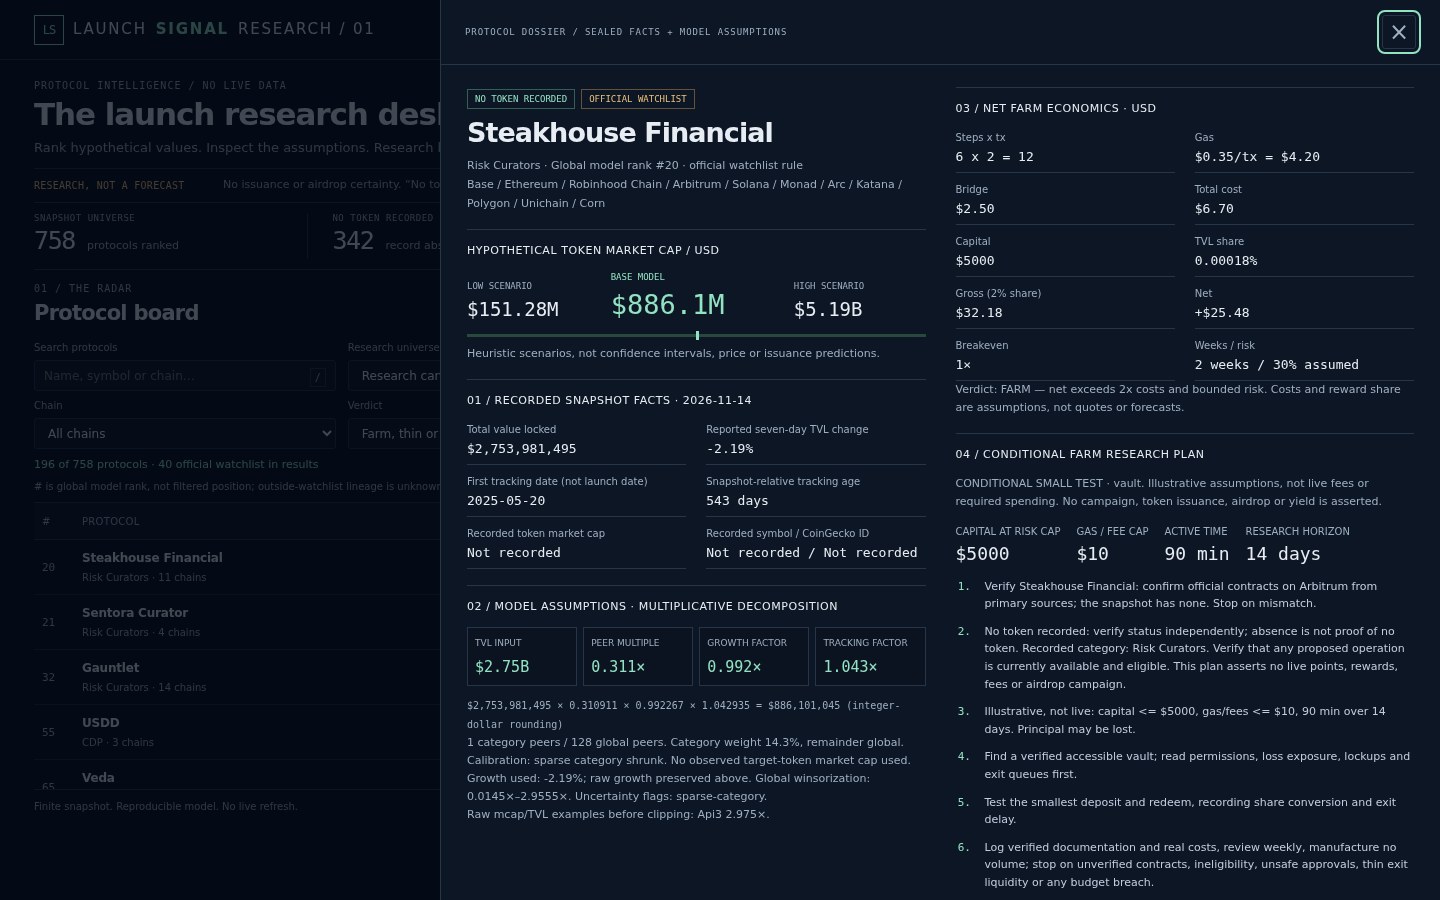 LS LAUNCH SIGNAL RESEARCH / 01
PROTOCOL INTELLIGENCE / NO LIVE DATA
The launch research desk
Rank hypothetical values. Inspect the assumptions. Research
RESEARCH, NOT A FORECAST No issuance or airdrop certainty. "No to
SNAPSHOT UNIVERSE
758 protocols ranked
NO TOKEN RECORDED
342 record abs
01 / THE RADAR
Protocol board
Search protocols
Name, symbol or chain... /
Research universe
Research car
Chain
All chains
Verdict
Farm, thin or
196 of 758 protocols · 40 official watchlist in results
# is global model rank, not filtered position; outside-watchlist lineage is unknown
# PROTOCOL
20 Steakhouse Financial
Risk Curators · 11 chains
21 Sentora Curator
Risk Curators · 4 chains
32 Gauntlet
Risk Curators · 14 chains
55 USDD
CDP · 3 chains
65 Veda
Finite snapshot. Reproducible model. No live refresh.
PROTOCOL DOSSIER / SEALED FACTS + MODEL ASSUMPTIONS
×
NO TOKEN RECORDED OFFICIAL WATCHLIST
Steakhouse Financial
Risk Curators · Global model rank #20 · official watchlist rule
Base / Ethereum / Robinhood Chain / Arbitrum / Solana / Monad / Arc / Katana /
Polygon / Unichain / Corn
HYPOTHETICAL TOKEN MARKET CAP / USD
LOW SCENARIO
$151.28M
BASE MODEL
$886.1M
HIGH SCENARIO
$5.19B
Heuristic scenarios, not confidence intervals, price or issuance predictions.
01 / RECORDED SNAPSHOT FACTS · 2026-11-14
Total value locked
$2,753,981,495
Reported seven-day TVL change
-2.19%
First tracking date (not launch date)
2025-05-20
Snapshot-relative tracking age
543 days
Recorded token market cap
Not recorded
Recorded symbol / CoinGecko ID
Not recorded / Not recorded
02 / MODEL ASSUMPTIONS · MULTIPLICATIVE DECOMPOSITION
TVL INPUT
$2.75B
PEER MULTIPLE
0.311×
GROWTH FACTOR
0.992×
TRACKING FACTOR
1.043×
$2,753,981,495 × 0.310911 × 0.992267 × 1.042935 = $886,101,045 (integer-
dollar rounding)
1 category peers / 128 global peers. Category weight 14.3%, remainder global.
Calibration: sparse category shrunk. No observed target-token market cap used.
Growth used: -2.19%; raw growth preserved above. Global winsorization:
0.0145×–2.9555×. Uncertainty flags: sparse-category.
Raw mcap/TVL examples before clipping: Api3 2.975×.
03 / NET FARM ECONOMICS · USD
Steps x tx
6 x 2 = 12
Gas
$0.35/tx = $4.20
Bridge
$2.50
Total cost
$6.70
Capital
$5000
TVL share
0.00018%
Gross (2% share)
$32.18
Net
+$25.48
Breakeven
1×
Weeks / risk
2 weeks / 30% assumed
Verdict: FARM — net exceeds 2x costs and bounded risk. Costs and reward share
are assumptions, not quotes or forecasts.
04 / CONDITIONAL FARM RESEARCH PLAN
CONDITIONAL SMALL TEST · vault. Illustrative assumptions, not live fees or
required spending. No campaign, token issuance, airdrop or yield is asserted.
CAPITAL AT RISK CAP
$5000
GAS / FEE CAP
$10
ACTIVE TIME
90 min
RESEARCH HORIZON
14 days
1. Verify Steakhouse Financial: confirm official contracts on Arbitrum from
primary sources; the snapshot has none. Stop on mismatch.
2. No token recorded: verify status independently; absence is not proof of no
token. Recorded category: Risk Curators. Verify that any proposed operation
is currently available and eligible. This plan asserts no live points, rewards,
fees or airdrop campaign.
3. Illustrative, not live: capital <= $5000, gas/fees <= $10, 90 min over 14
days. Principal may be lost.
4. Find a verified accessible vault; read permissions, loss exposure, lockups and
exit queues first.
5. Test the smallest deposit and redeem, recording share conversion and exit
delay.
6. Log verified documentation and real costs, review weekly, manufacture no
volume; stop on unverified contracts, ineligibility, unsafe approvals, thin exit
liquidity or any budget breach.